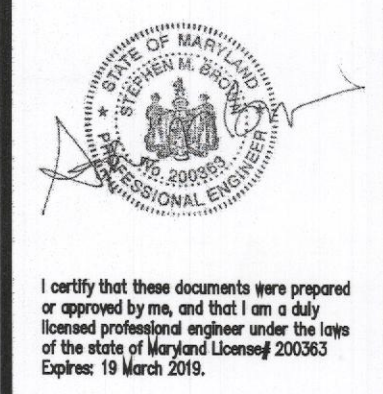 STATE OF MARYLAND
STEPHEN M. BROWN
No. 200363
PROFESSIONAL ENGINEER
I certify that these documents were prepared
or approved by me, and that I am a duly
licensed professional engineer under the laws
of the state of Maryland License# 200363
Expires: 19 March 2019.